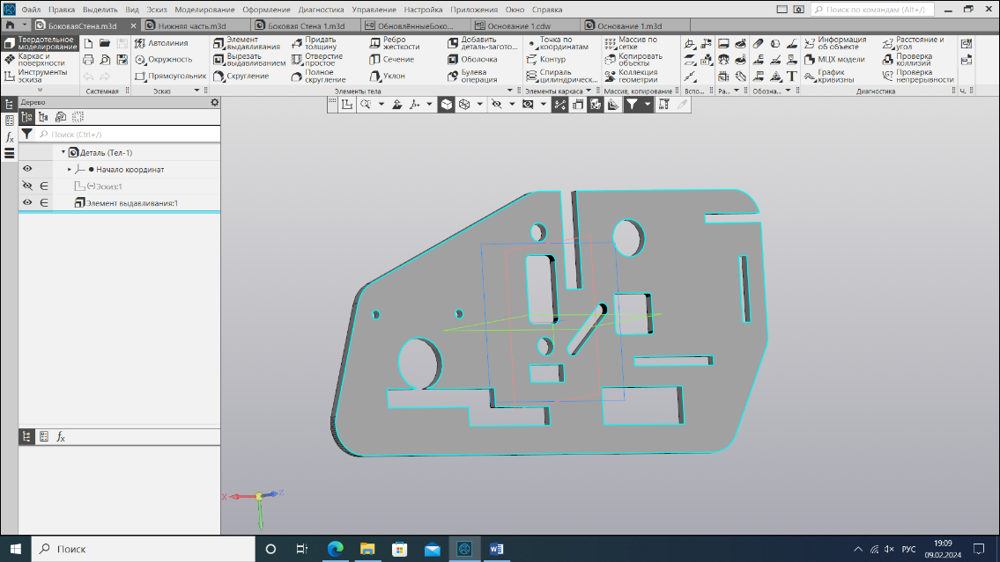 Файл Правка Выделить Вид Эскиз Моделирование Оформление Диагностика Управление Настройка Приложения Окно Справка Поиск по командам (Alt+/)
БоковаяСтена.m3d Нижняя часть.m3d Боковая Стена 1.m3d ОбновлённыеБоко... Основание 1.cdw Основание 1.m3d
Твердотельное моделирование
Каркас и поверхности
Инструменты эскиза
Системная
Автолиния
Окружность
Прямоугольник
Эскиз
Элемент выдавливания
Вырезать выдавливанием
Скругление
Придать толщину
Отверстие простое
Полное скругление
Ребро жесткости
Сечение
Уклон
Добавить деталь-загото...
Оболочка
Булева операция
Элементы тела
Точка по координатам
Контур
Спираль цилиндрическ...
Элементы каркаса
Массив по сетке
Копировать объекты
Коллекция геометрии
Массив, копирование
Вспо...
Ра...
Обозна...
Информация об объекте
МЦХ модели
График кривизны
Расстояние и угол
Проверка коллизий
Проверка непрерывности
Диагностика
Ч...
Дерево
Поиск (Ctrl+/)
Деталь (Тел-1)
Начало координат
(-)Эскиз:1
Элемент выдавливания:1
X
Z
Поиск
РУС
19:09
09.02.2024